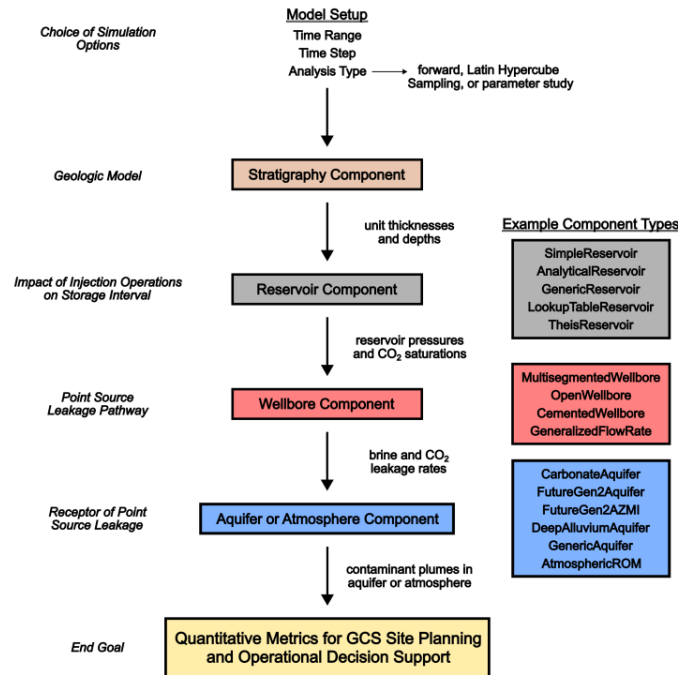 Choice of Simulation
Options
Model Setup
Time Range
Time Step
Analysis Type
forward, Latin Hypercube
Sampling, or parameter study
Geologic Model
Stratigraphy Component
unit thicknesses
and depths
Impact of Injection Operations
on Storage Interval
Reservoir Component
reservoir pressures
and CO₂ saturations
Point Source
Leakage Pathway
Wellbore Component
brine and CO₂
leakage rates
Receptor of Point
Source Leakage
Aquifer or Atmosphere Component
contaminant plumes in
aquifer or atmosphere
End Goal
Quantitative Metrics for GCS Site Planning
and Operational Decision Support
Example Component Types
SimpleReservoir
AnalyticalReservoir
GenericReservoir
LookupTableReservoir
TheisReservoir
MultisegmentedWellbore
OpenWellbore
CementedWellbore
GeneralizedFlowRate
CarbonateAquifer
FutureGen2Aquifer
FutureGen2AZMI
DeepAlluviumAquifer
GenericAquifer
AtmosphericROM